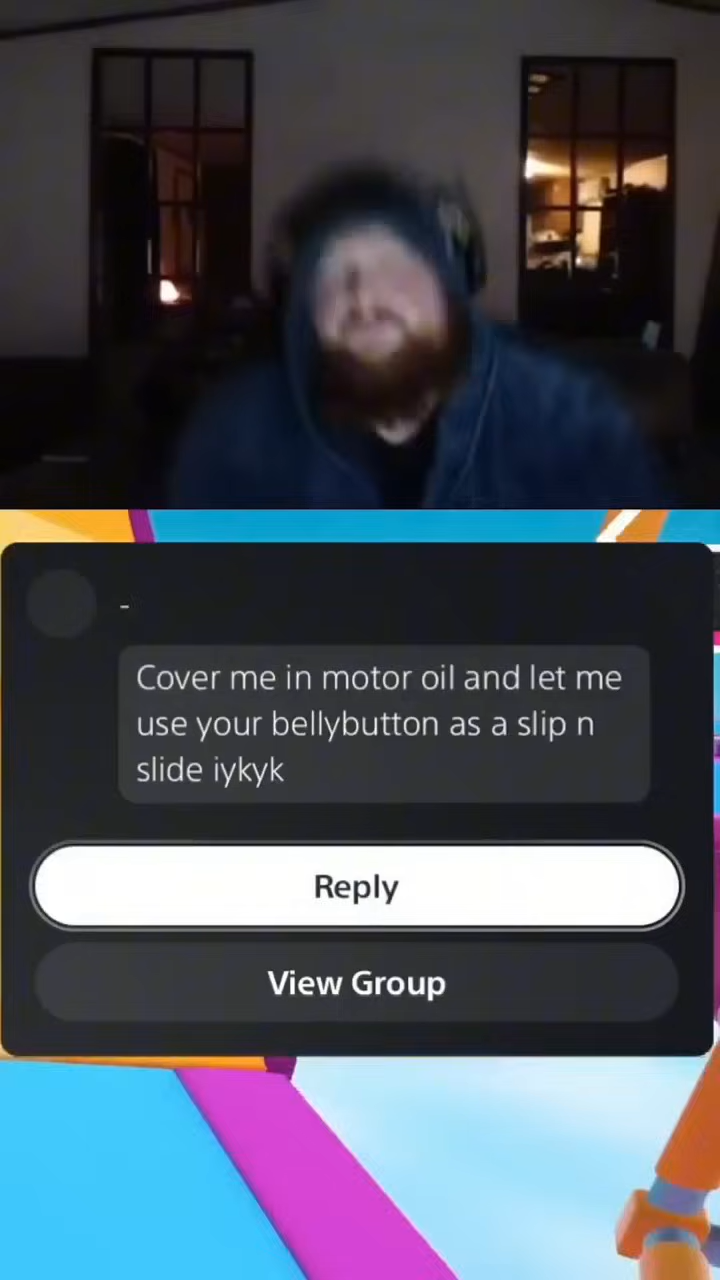 -
Cover me in motor oil and let me
use your bellybutton as a slip n
slide iykyk
Reply
View Group